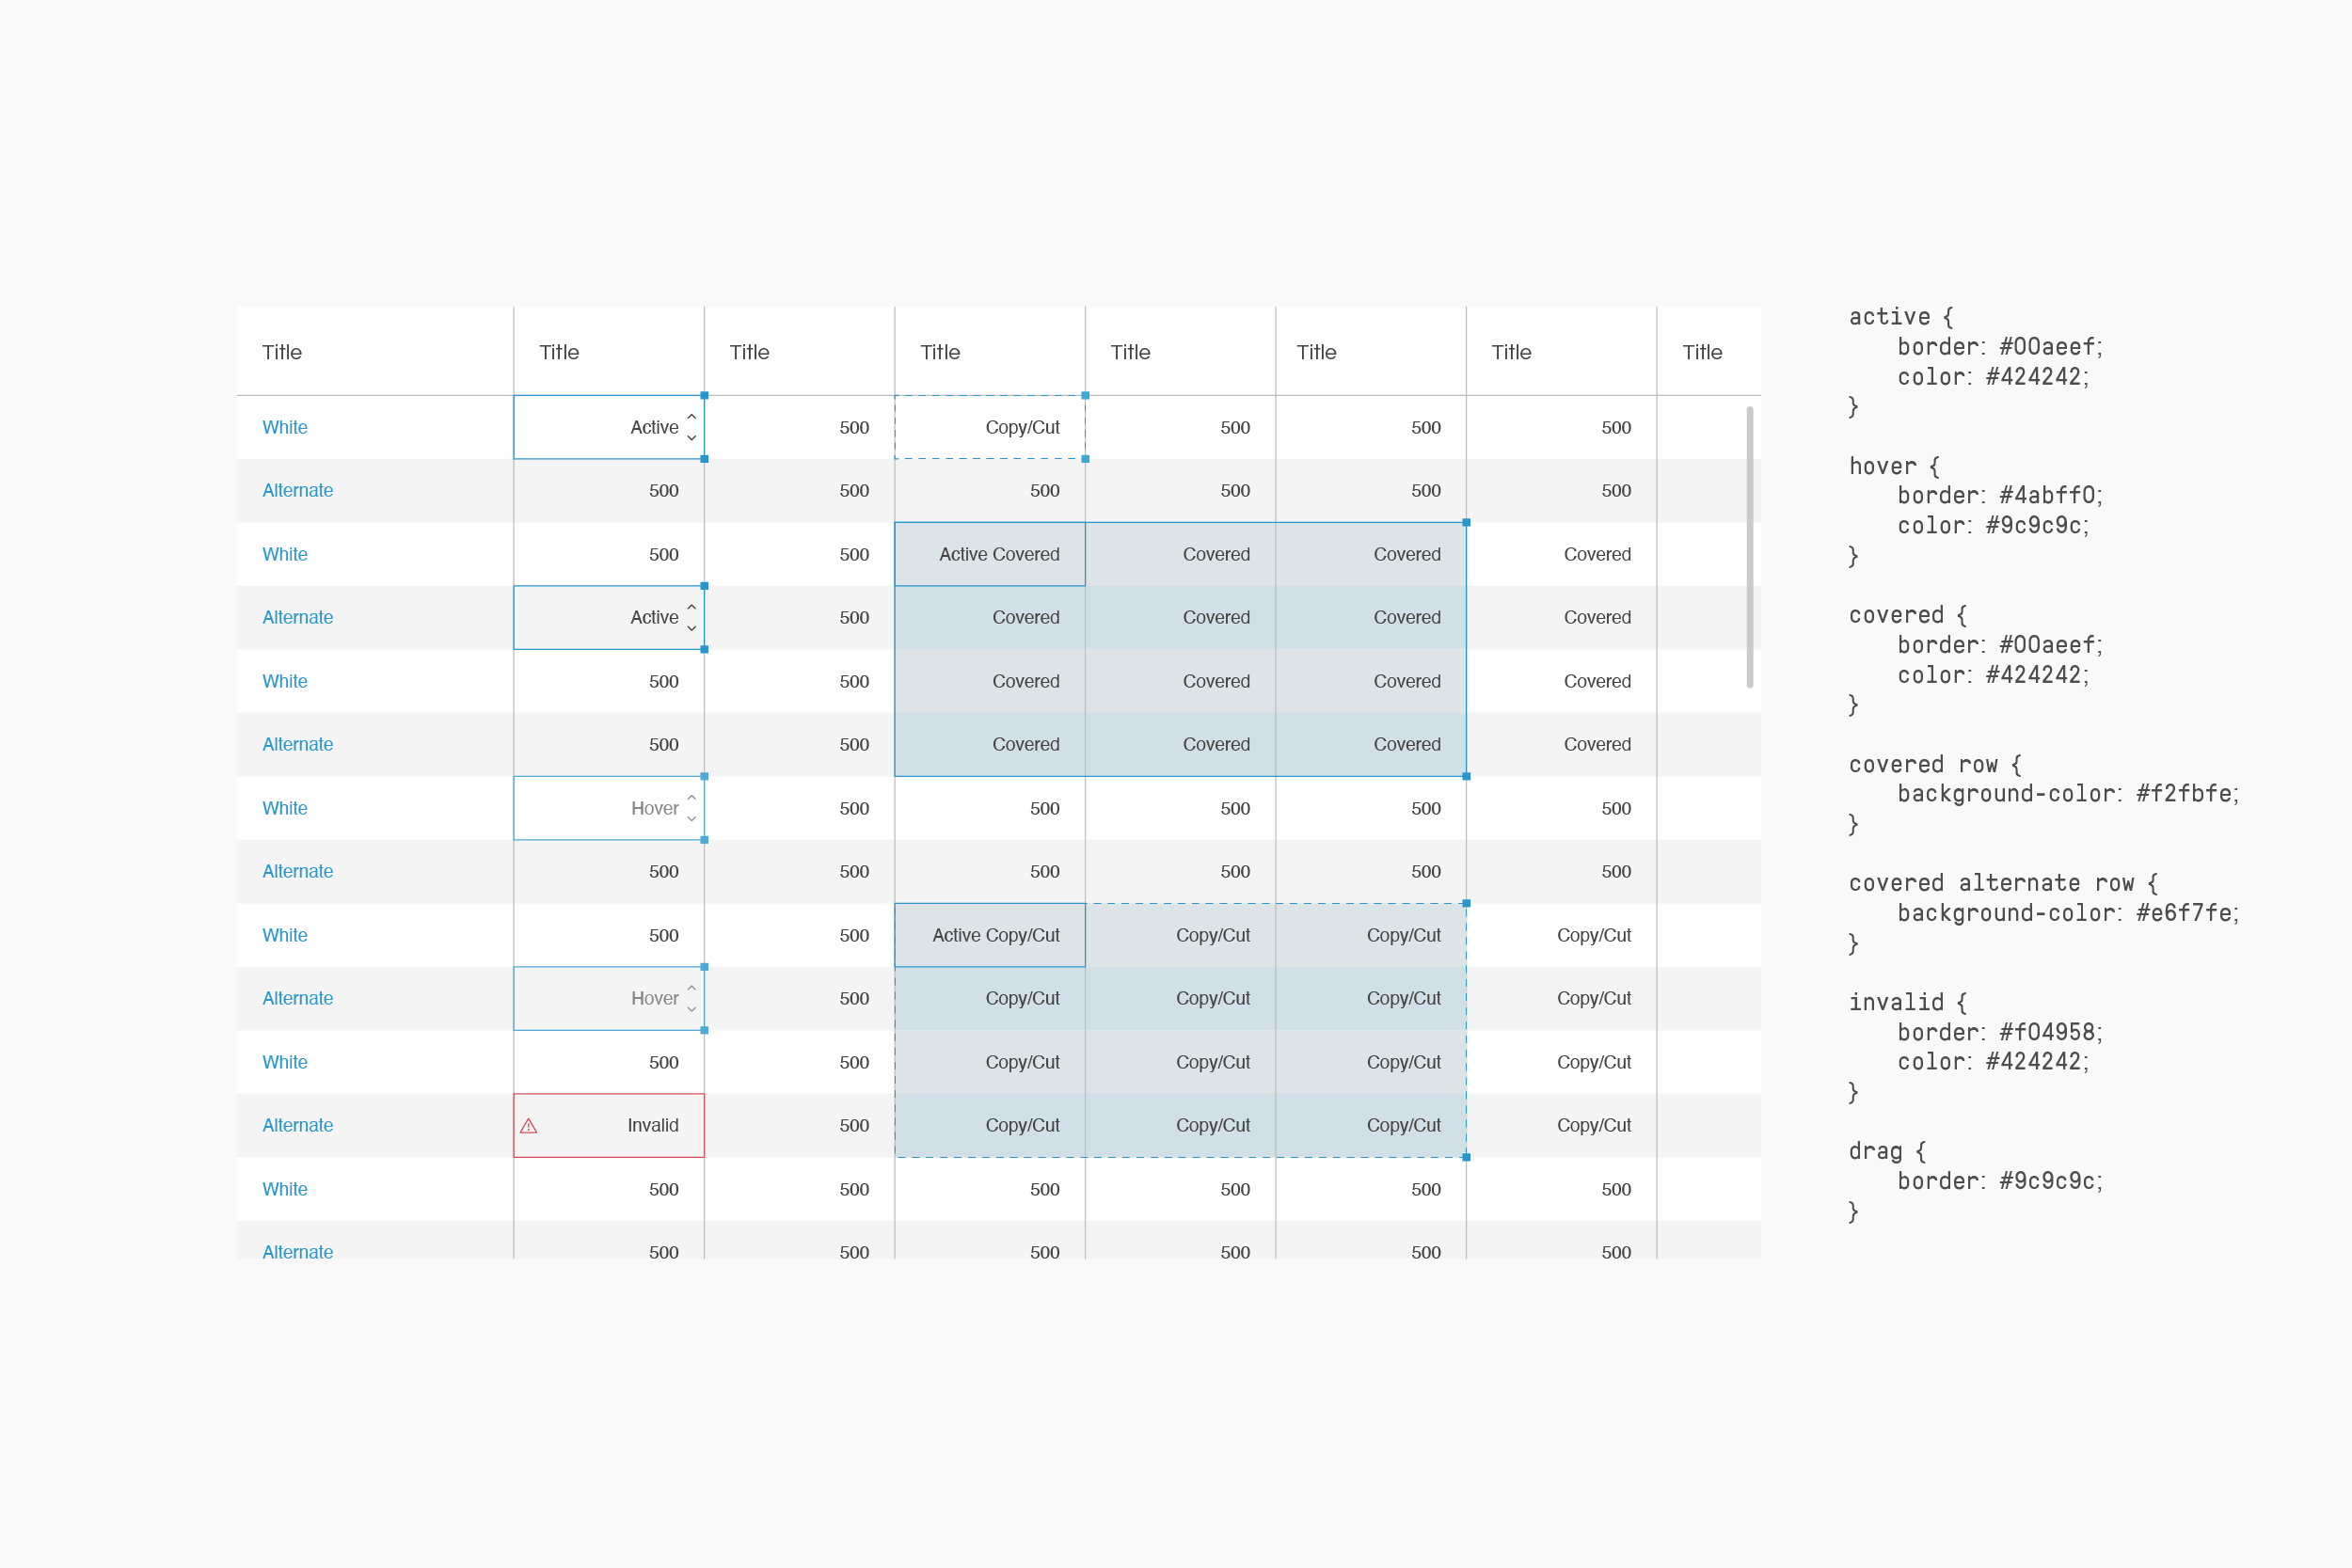 Title Title Title Title Title Title Title Title
White Active 500 Copy/Cut 500 500 500
Alternate 500 500 500 500 500 500
White 500 500 Active Covered Covered Covered Covered
Alternate Active 500 Covered Covered Covered Covered
White 500 500 Covered Covered Covered Covered
Alternate 500 500 Covered Covered Covered Covered
White Hover 500 500 500 500 500
Alternate 500 500 500 500 500 500
White 500 500 Active Copy/Cut Copy/Cut Copy/Cut Copy/Cut
Alternate Hover 500 Copy/Cut Copy/Cut Copy/Cut Copy/Cut
White 500 500 Copy/Cut Copy/Cut Copy/Cut Copy/Cut
Alternate Invalid 500 Copy/Cut Copy/Cut Copy/Cut Copy/Cut
White 500 500 500 500 500 500
Alternate 500 500 500 500 500 500
active {
border: #00aeef;
color: #424242;
}
hover {
border: #4abff0;
color: #9c9c9c;
}
covered {
border: #00aeef;
color: #424242;
}
covered row {
background-color: #f2fbfe;
}
covered alternate row {
background-color: #e6f7fe;
}
invalid {
border: #f04958;
color: #424242;
}
drag {
border: #9c9c9c;
}